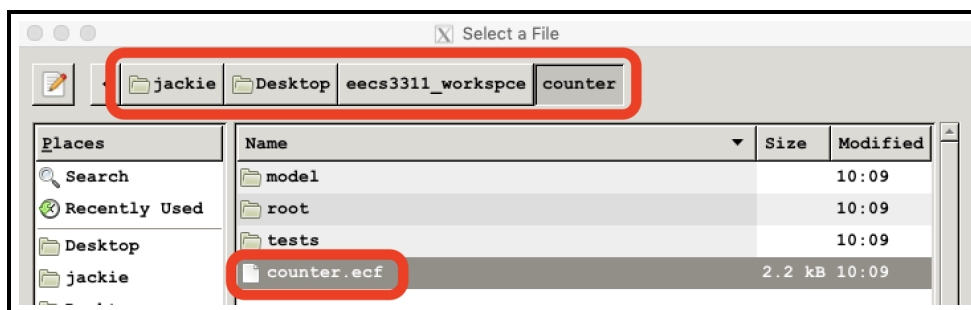 Select a File
jackie Desktop eecs3311_workspce counter
Places
Name Size Modified
Search
model 10:09
Recently Used
root 10:09
Desktop
tests 10:09
jackie
counter.ecf 2.2 kB 10:09